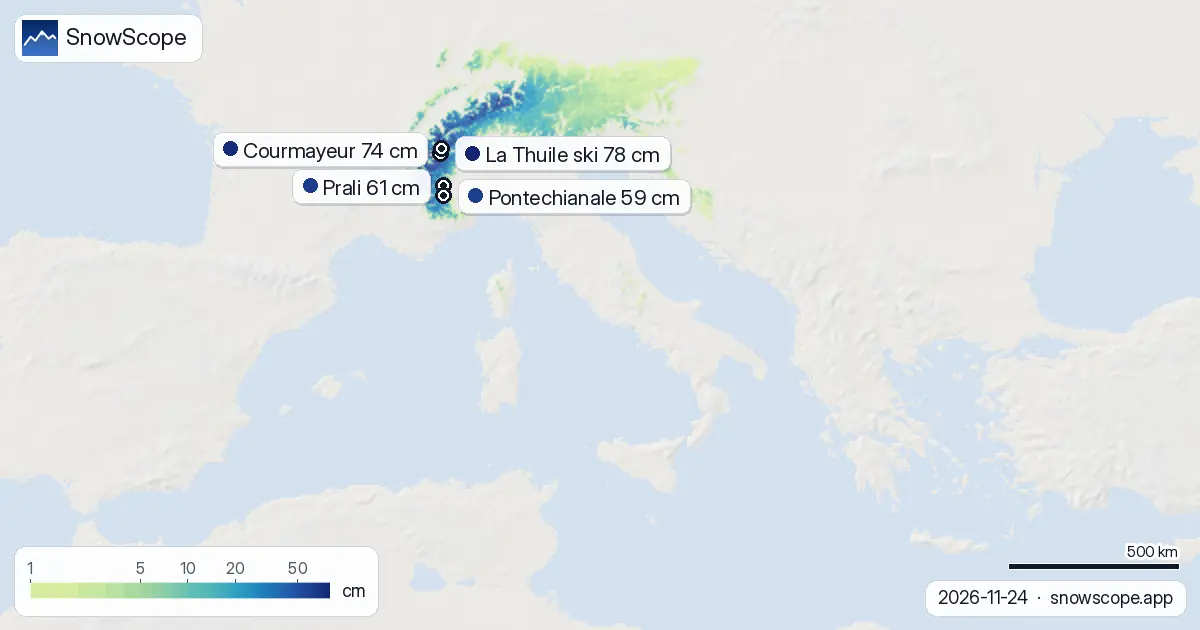 SnowScope
Courmayeur 74 cm
La Thuile ski 78 cm
Prali 61 cm
Pontechianale 59 cm
1 5 10 20 50
cm
500 km
2026-11-24 · snowscope.app